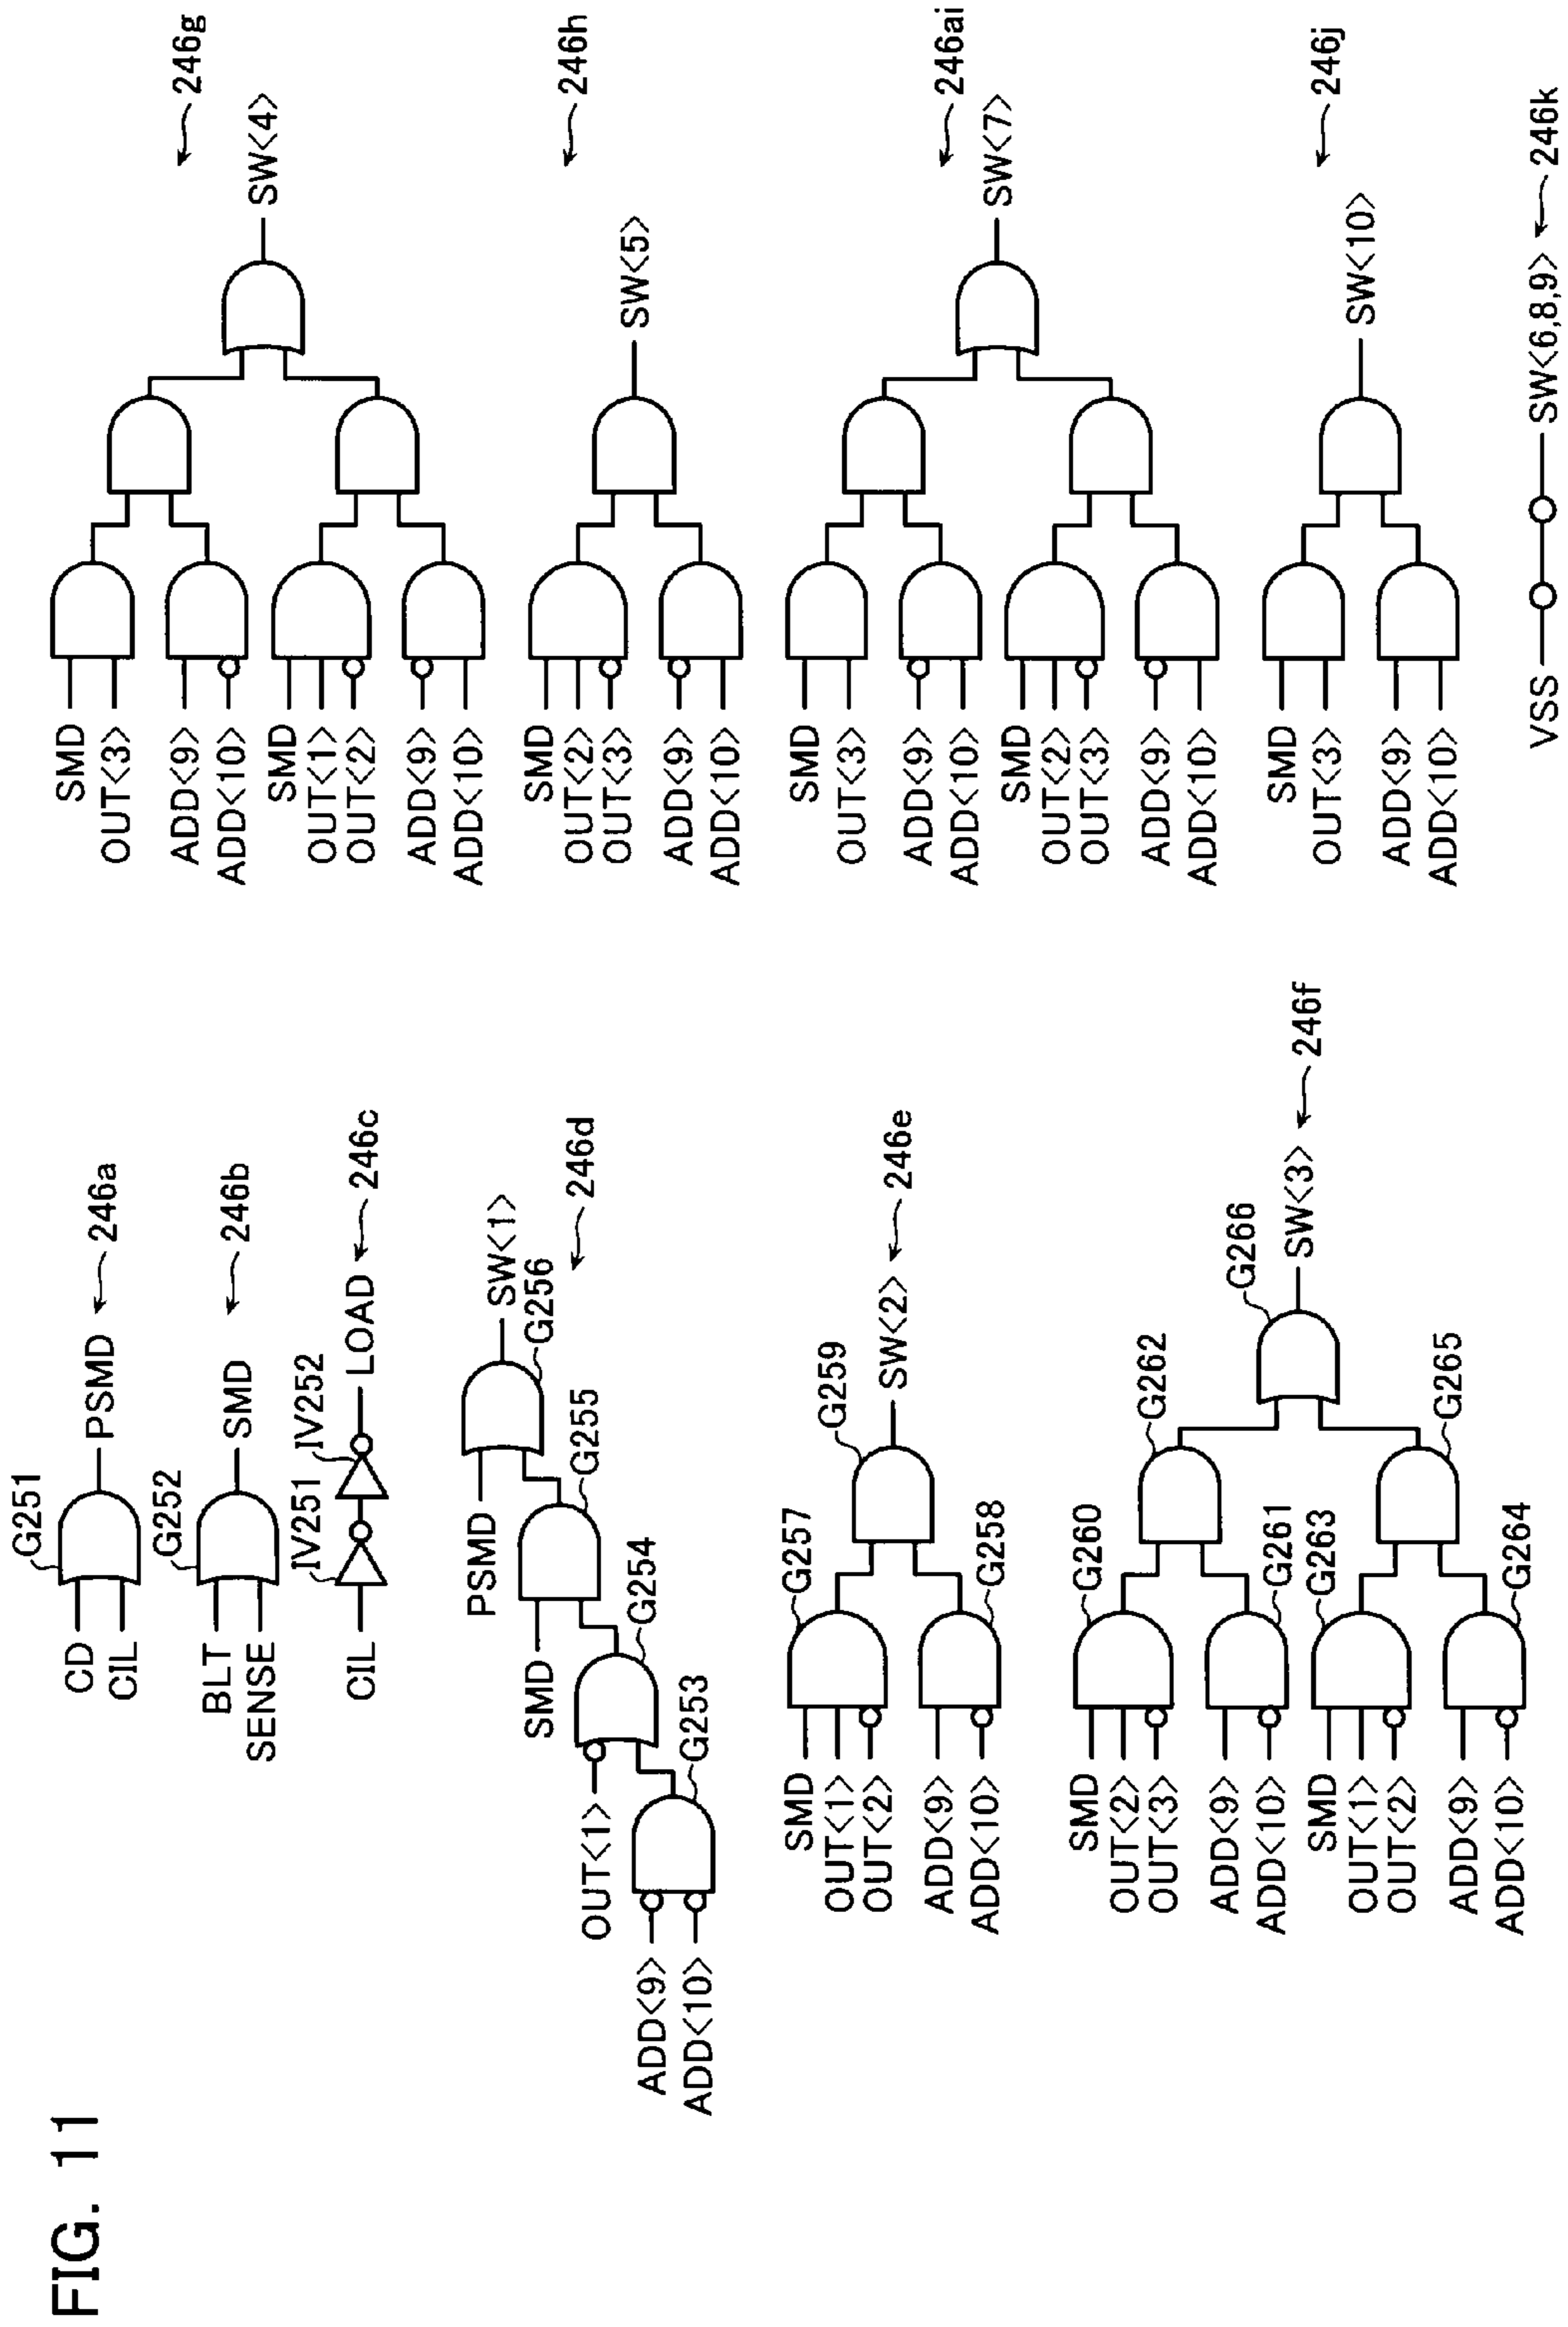 FIG. 11
CD
CIL
G251
PSMD
246a
BLT
SENSE
G252
SMD
246b
CIL
IV251
IV252
LOAD
246c
PSMD
SMD
OUT<1>
ADD<9>
ADD<10>
G253
G254
G255
G256
SW<1>
246d
SMD
OUT<1>
OUT<2>
ADD<9>
ADD<10>
G257
G258
G259
SW<2>
246e
SMD
OUT<2>
OUT<3>
ADD<9>
ADD<10>
SMD
OUT<1>
OUT<2>
ADD<9>
ADD<10>
G260
G261
G262
G263
G264
G265
G266
SW<3>
246f
SMD
OUT<3>
ADD<9>
ADD<10>
SMD
OUT<1>
OUT<2>
ADD<9>
ADD<10>
SW<4>
246g
SMD
OUT<2>
OUT<3>
ADD<9>
ADD<10>
SW<5>
246h
SMD
OUT<3>
ADD<9>
ADD<10>
SMD
OUT<2>
OUT<3>
ADD<9>
ADD<10>
SW<7>
246ai
SMD
OUT<3>
ADD<9>
ADD<10>
SW<10>
246j
VSS
SW<6,8,9>
246k